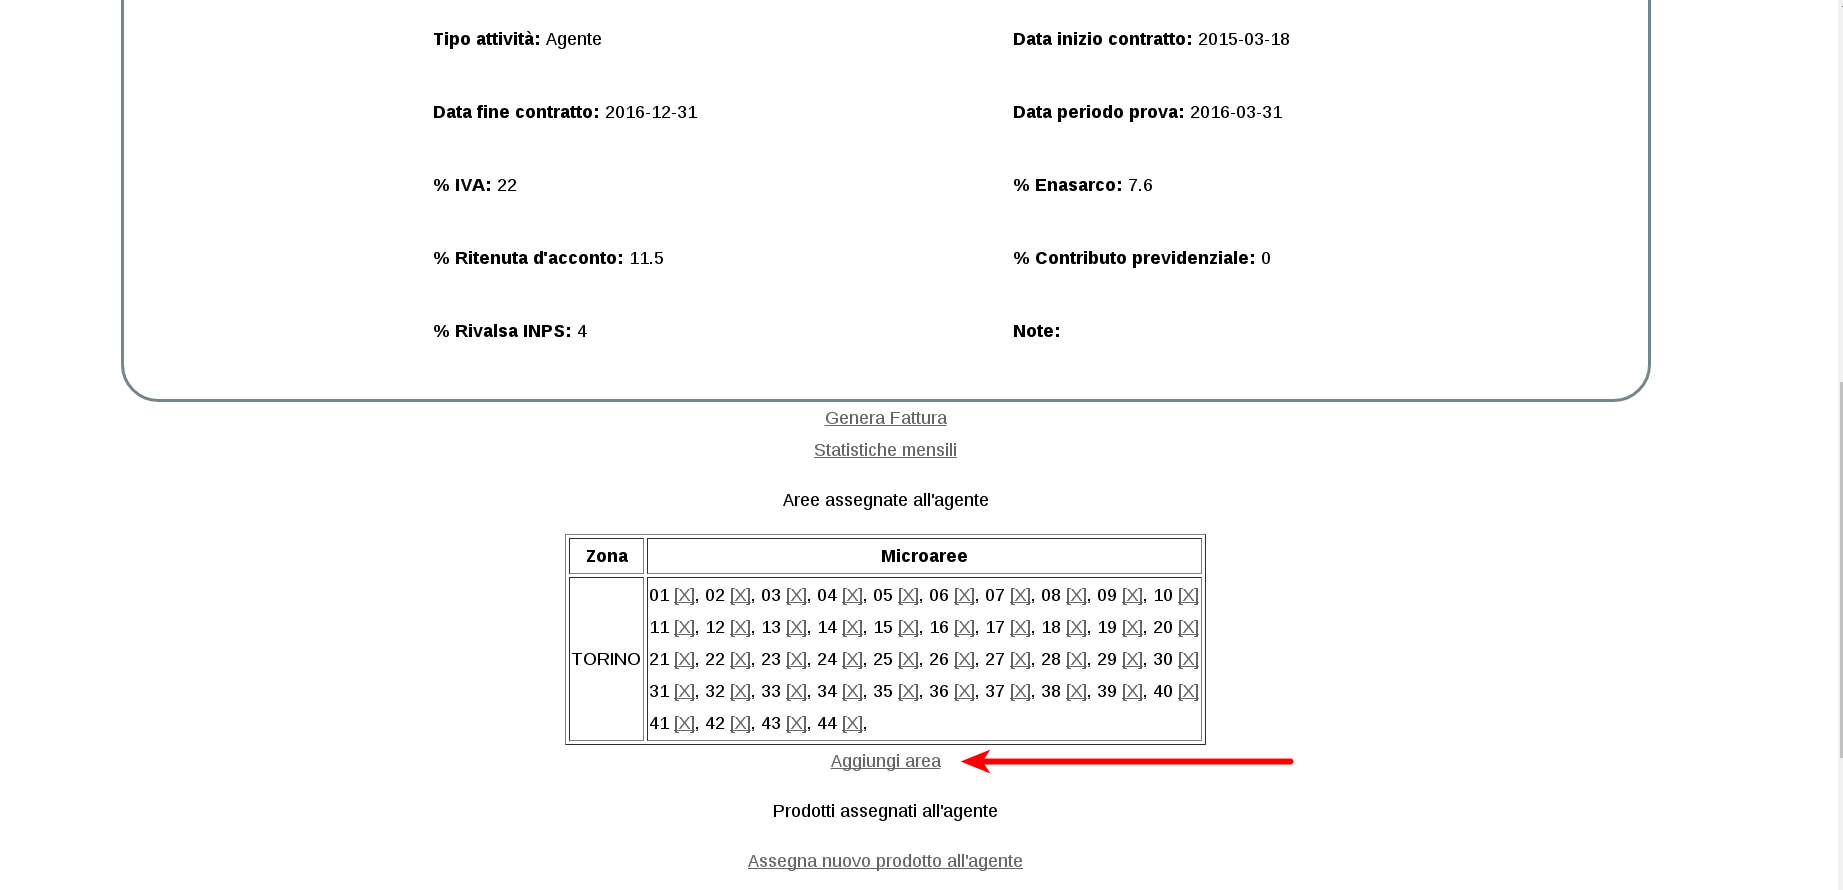 Tipo attività: Agente
Data inizio contratto: 2015-03-18
Data fine contratto: 2016-12-31
Data periodo prova: 2016-03-31
% IVA: 22
% Enasarco: 7.6
% Ritenuta d'acconto: 11.5
% Contributo previdenziale: 0
% Rivalsa INPS: 4
Note:
Genera Fattura
Statistiche mensili
Aree assegnate all'agente
Zona
Microaree
TORINO
01 [X], 02 [X], 03 [X], 04 [X], 05 [X], 06 [X], 07 [X], 08 [X], 09 [X], 10 [X]
11 [X], 12 [X], 13 [X], 14 [X], 15 [X], 16 [X], 17 [X], 18 [X], 19 [X], 20 [X]
21 [X], 22 [X], 23 [X], 24 [X], 25 [X], 26 [X], 27 [X], 28 [X], 29 [X], 30 [X]
31 [X], 32 [X], 33 [X], 34 [X], 35 [X], 36 [X], 37 [X], 38 [X], 39 [X], 40 [X]
41 [X], 42 [X], 43 [X], 44 [X],
Aggiungi area
Prodotti assegnati all'agente
Assegna nuovo prodotto all'agente